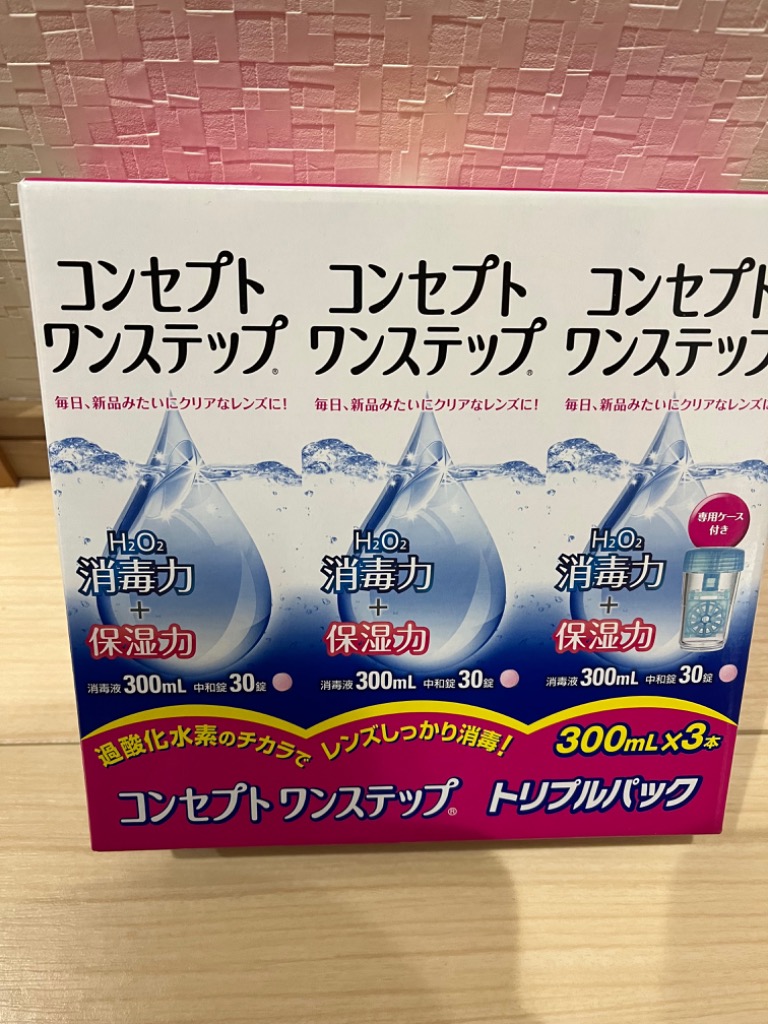 コンセプト
ワンステップ®
毎日、新品みたいにクリアなレンズに!
H2O2
消毒力
+
保湿力
消毒液 300mL 中和錠 30錠
コンセプト
ワンステップ®
毎日、新品みたいにクリアなレンズに!
H2O2
消毒力
+
保湿力
消毒液 300mL 中和錠 30錠
コンセプト
ワンステップ
毎日、新品みたいにクリアなレンズに
専用ケース
付き
H2O2
消毒力
+
保湿力
消毒液 300mL 中和錠 30錠
過酸化水素のチカラで レンズしっかり消毒! 300mL×3本
コンセプト ワンステップ® トリプルパック